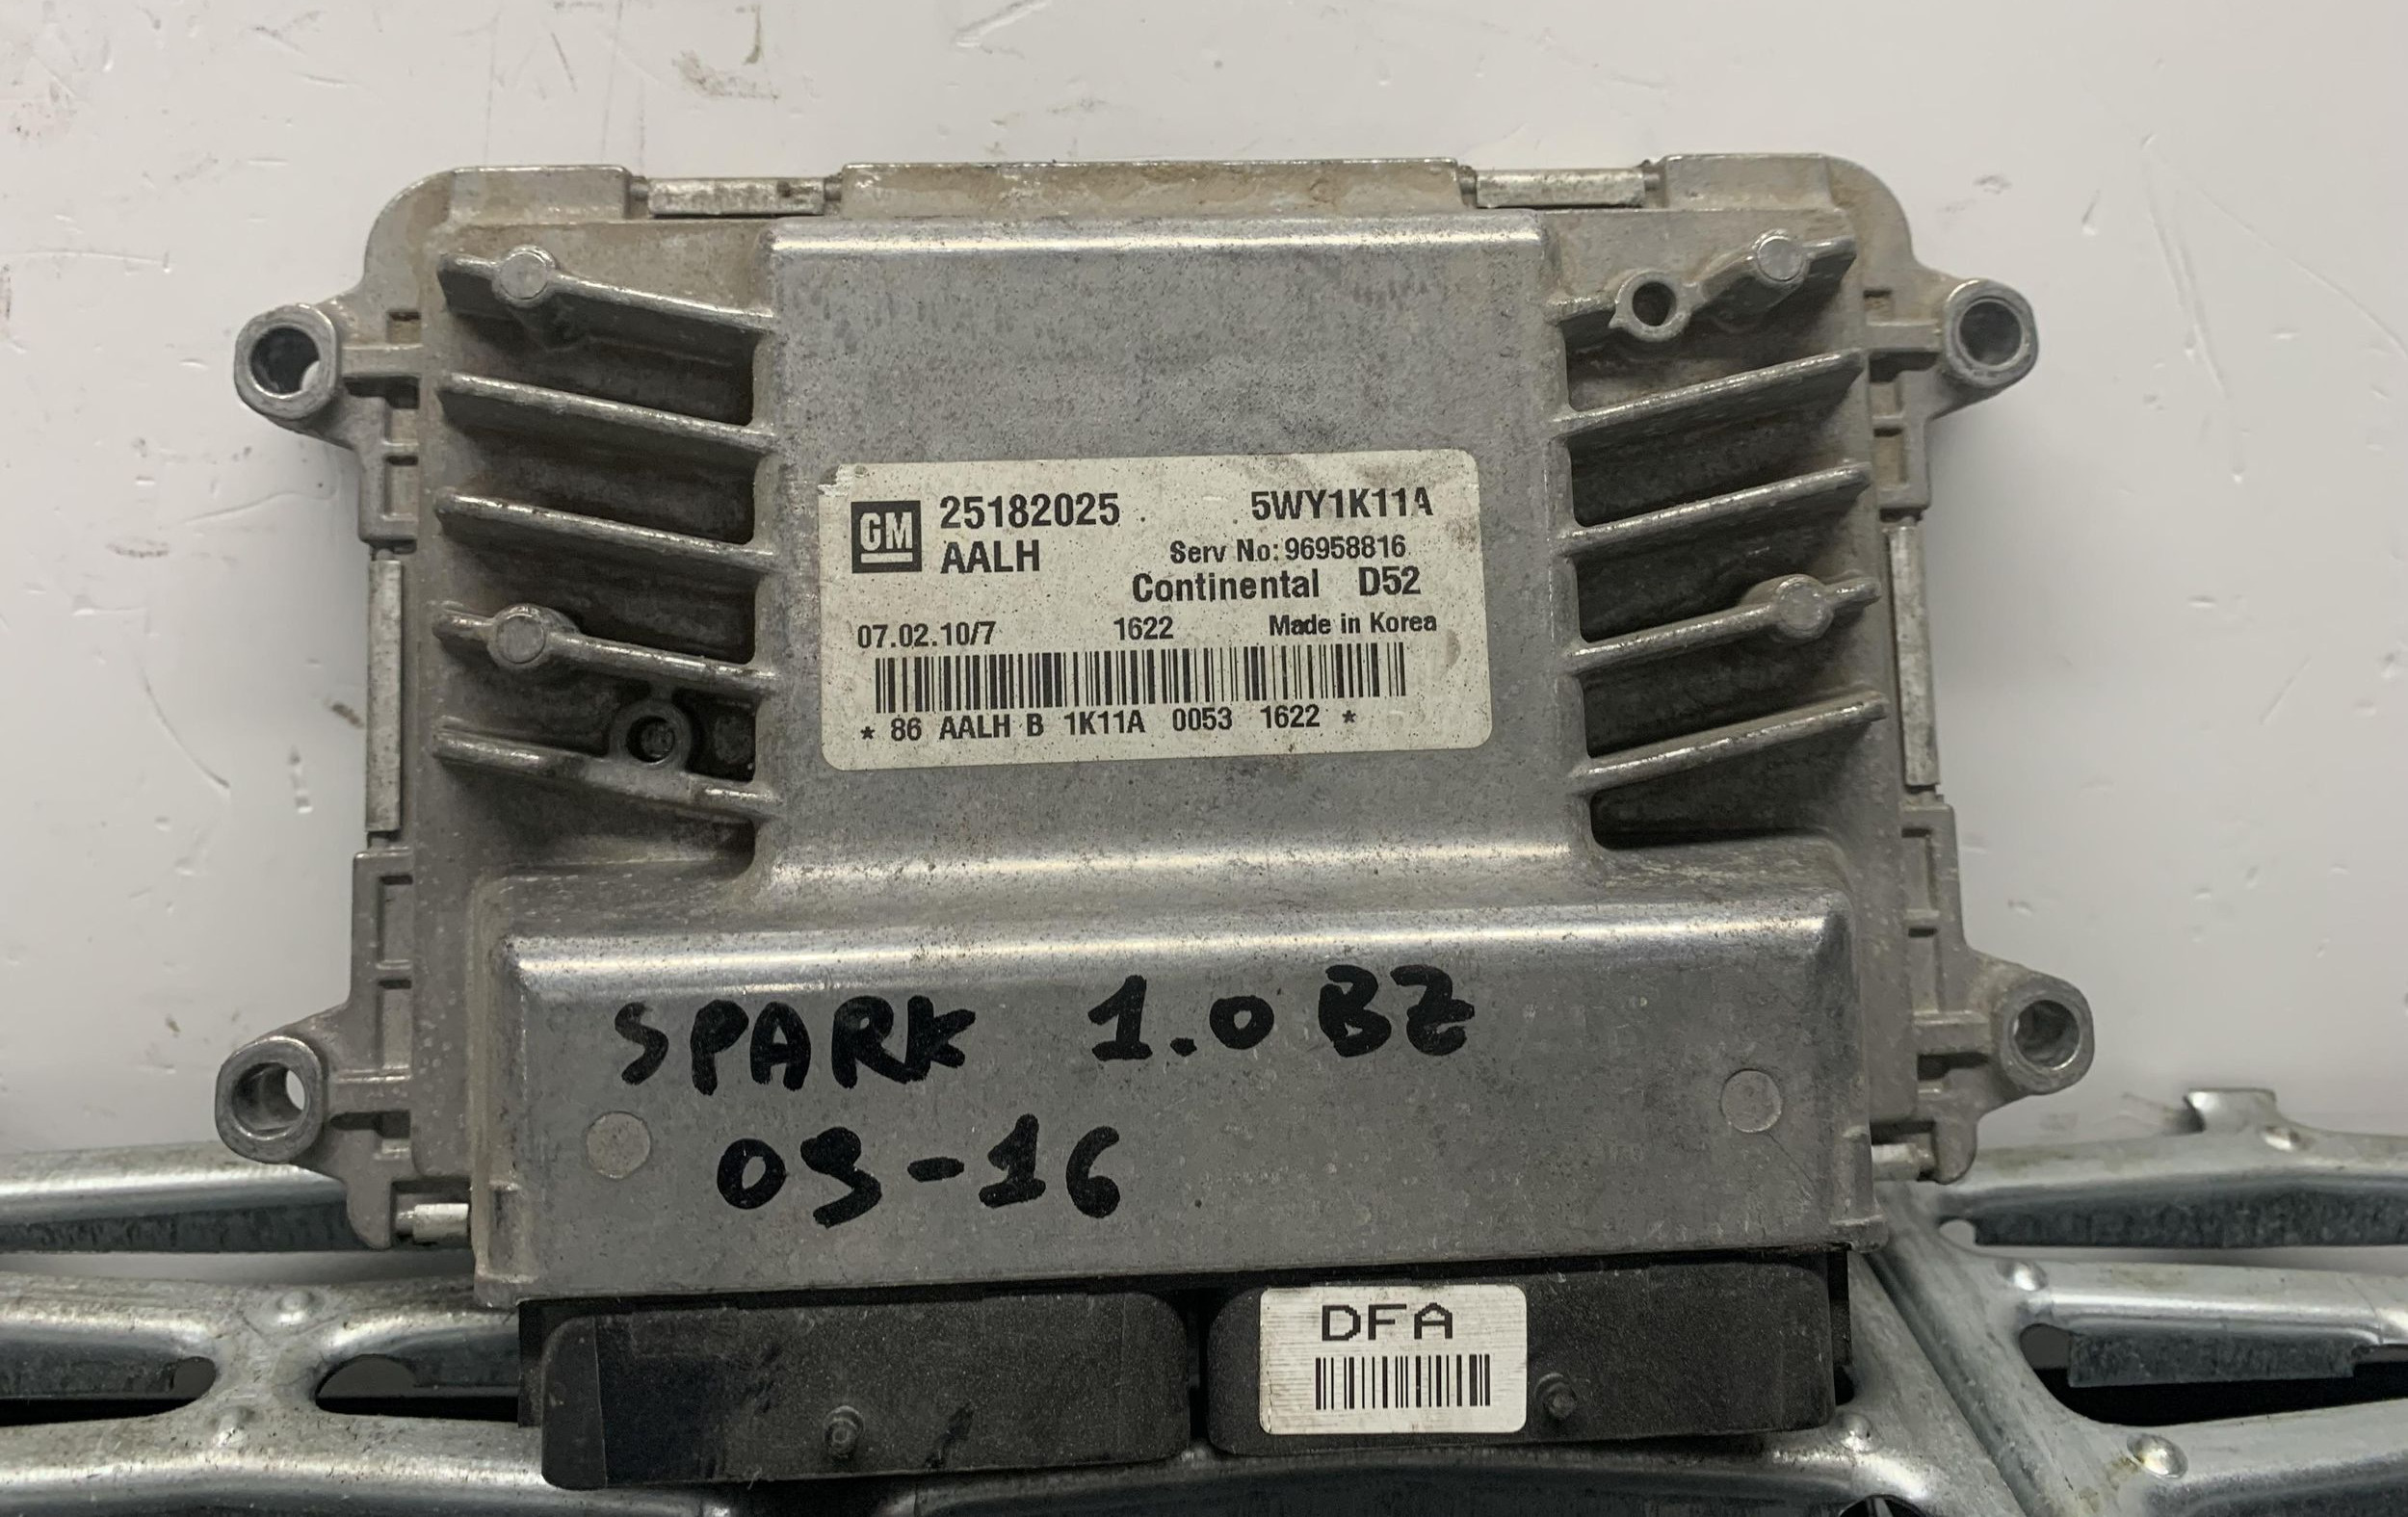 GM 25182025 5WY1K11A
AALH Serv No: 96958816
Continental D52
07.02.10/7 1622 Made in Korea
* 86 AALH B 1K11A 0053 1622 *
SPARK 1.0 BZ
09-16
DFA